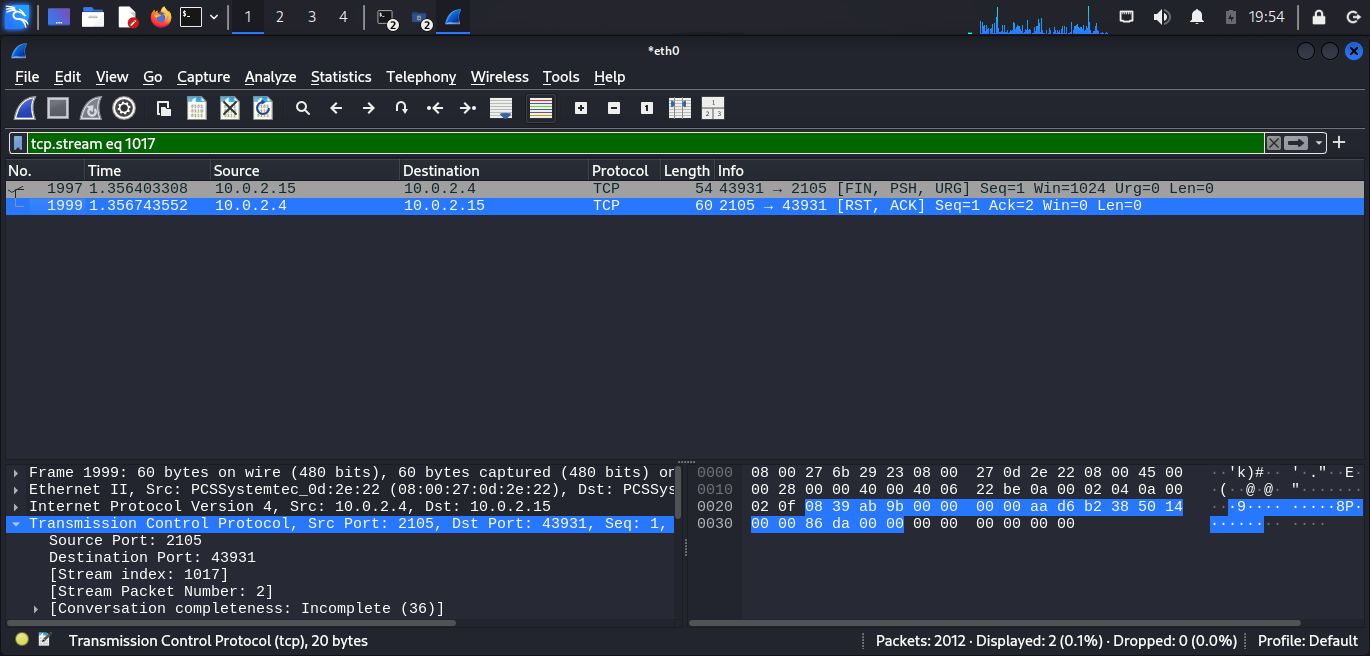 1 2 3 4 2 2 19:54
*eth0
File Edit View Go Capture Analyze Statistics Telephony Wireless Tools Help
tcp.stream eq 1017
No. Time Source Destination Protocol Length Info
1997 1.356403308 10.0.2.15 10.0.2.4 TCP 54 43931 → 2105 [FIN, PSH, URG] Seq=1 Win=1024 Urg=0 Len=0
1999 1.356743552 10.0.2.4 10.0.2.15 TCP 60 2105 → 43931 [RST, ACK] Seq=1 Ack=2 Win=0 Len=0
Frame 1999: 60 bytes on wire (480 bits), 60 bytes captured (480 bits) on
Ethernet II, Src: PCSSystemtec_0d:2e:22 (08:00:27:0d:2e:22), Dst: PCSSys
Internet Protocol Version 4, Src: 10.0.2.4, Dst: 10.0.2.15
Transmission Control Protocol, Src Port: 2105, Dst Port: 43931, Seq: 1,
Source Port: 2105
Destination Port: 43931
[Stream index: 1017]
[Stream Packet Number: 2]
[Conversation completeness: Incomplete (36)]
0000 08 00 27 6b 29 23 08 00 27 0d 2e 22 08 00 45 00 ··'k)#·· '·."··E·
0010 00 28 00 00 40 00 40 06 22 be 0a 00 02 04 0a 00 ·(··@·@· "·······
0020 02 0f 08 39 ab 9b 00 00 00 00 aa d6 b2 38 50 14 ···9···· ·····8P·
0030 00 00 86 da 00 00 00 00 00 00 00 00 ········ ····
Transmission Control Protocol (tcp), 20 bytes
Packets: 2012 · Displayed: 2 (0.1%) · Dropped: 0 (0.0%)
Profile: Default